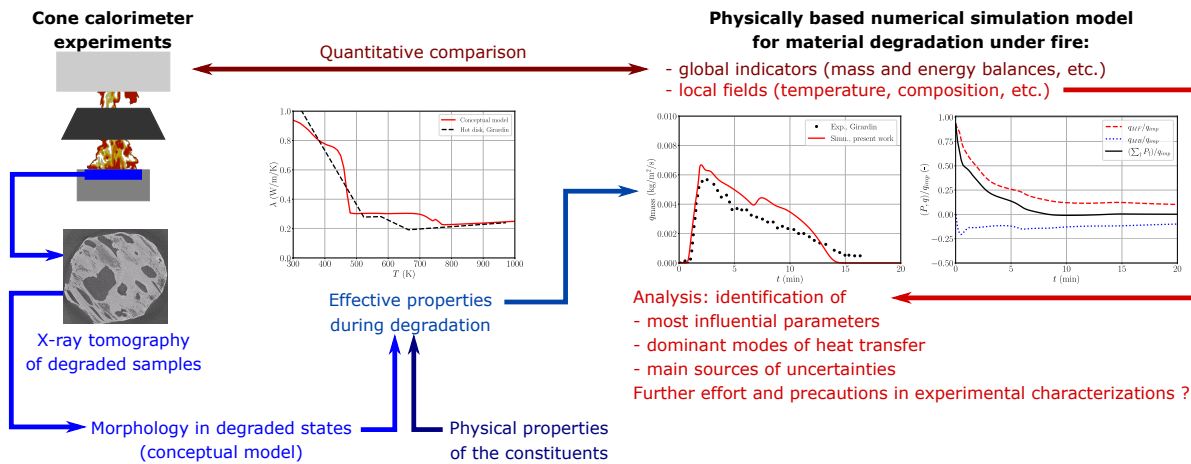 Cone calorimeter
experiments
Quantitative comparison
Physically based numerical simulation model
for material degradation under fire:
- global indicators (mass and energy balances, etc.)
- local fields (temperature, composition, etc.)
λ (W/m/K)
1.0
0.8
0.6
0.4
0.2
0
300 400 500 600 700 800 900 1000
T (K)
Conceptual model
Hot disk, Girardin
qmass (kg/m²/s)
0.010
0.008
0.006
0.004
0.002
0.000
0 5 10 15 20
t (min)
Exp., Girardin
Simu., present work
(P, q)/q_imp (-)
1.00
0.75
0.50
0.25
0.00
−0.25
−0.50
0 5 10 15 20
t (min)
(∑ P_i)/q_imp
X-ray tomography
of degraded samples
Effective properties
during degradation
Morphology in degraded states
(conceptual model)
Physical properties
of the constituents
Analysis: identification of
- most influential parameters
- dominant modes of heat transfer
- main sources of uncertainties
Further effort and precautions in experimental characterizations ?